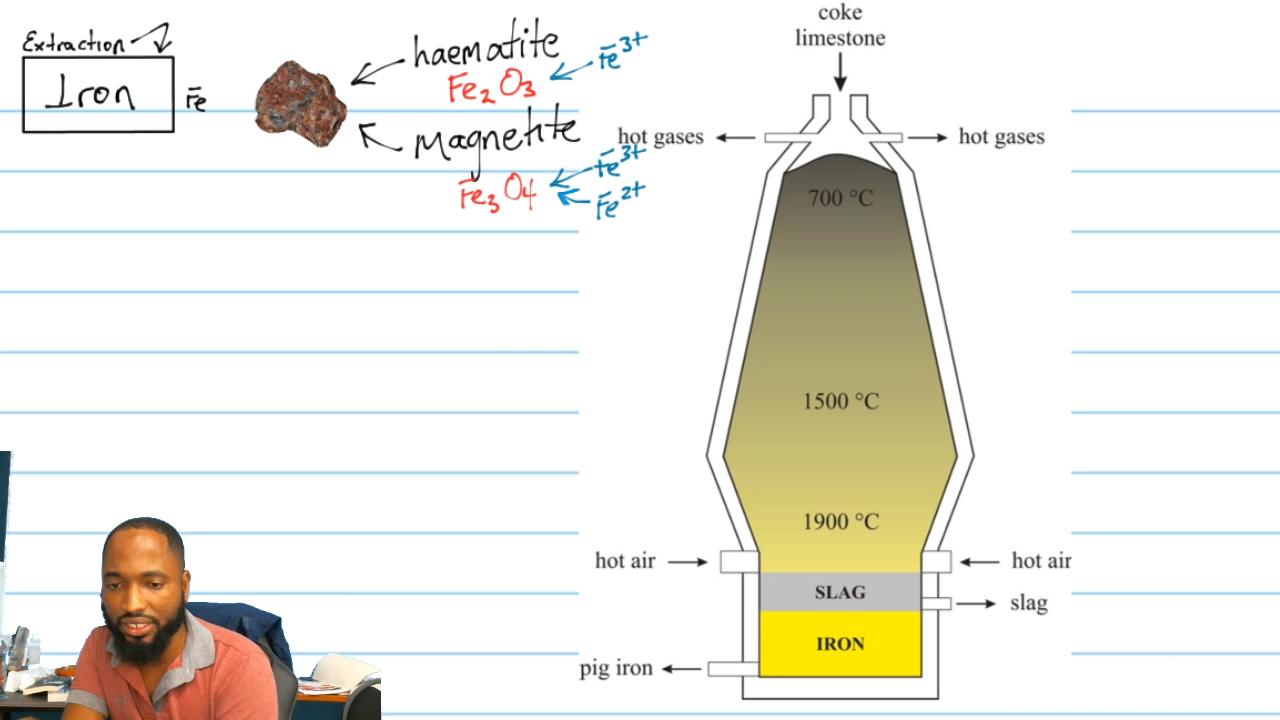 Extraction
Iron
Fe
haematite
Fe2O3
Fe3+
magnetite
Fe3O4
Fe3+
Fe2+
coke
limestone
hot gases
hot gases
700 °C
1500 °C
1900 °C
hot air
hot air
SLAG
slag
IRON
pig iron